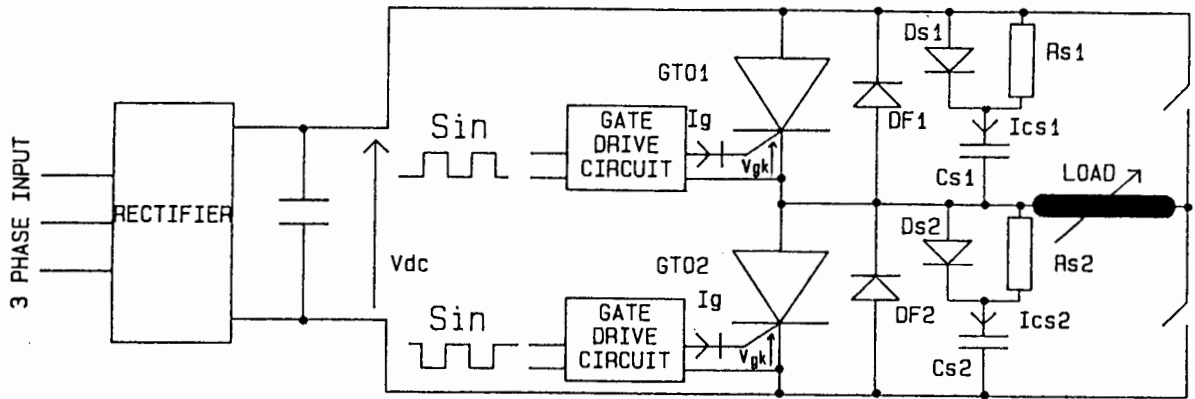 3 PHASE INPUT
RECTIFIER
Vdc
Sin
GATE
DRIVE
CIRCUIT
Ig
GTO1
Vgk
DF1
Ds1
Rs1
Ics1
Cs1
LOAD
Sin
GATE
DRIVE
CIRCUIT
Ig
GTO2
Vgk
DF2
Ds2
Rs2
Ics2
Cs2